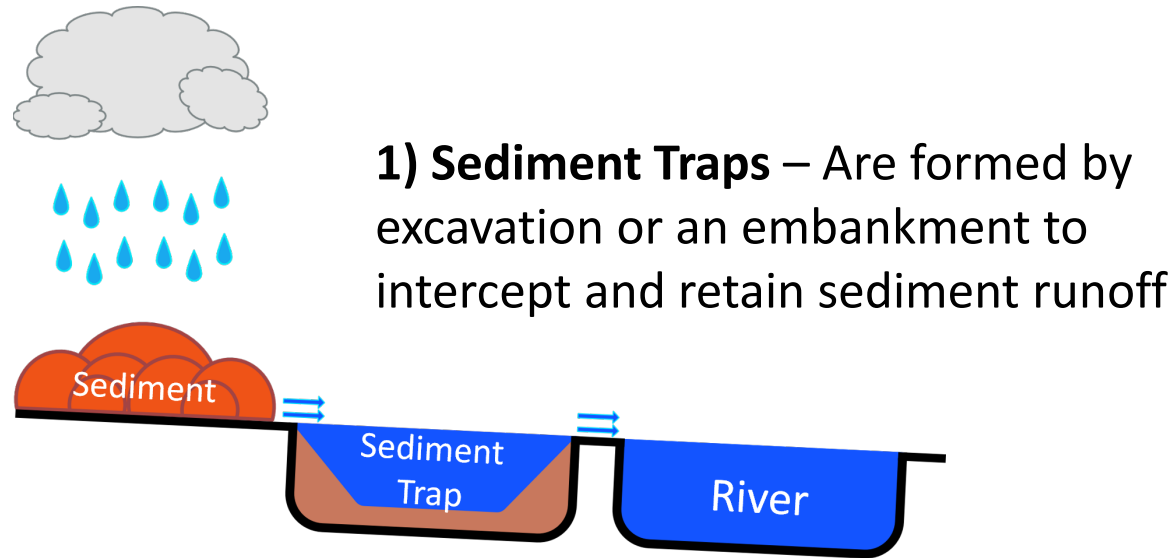 1) Sediment Traps – Are formed by
excavation or an embankment to
intercept and retain sediment runoff
Sediment
Sediment
Trap
River